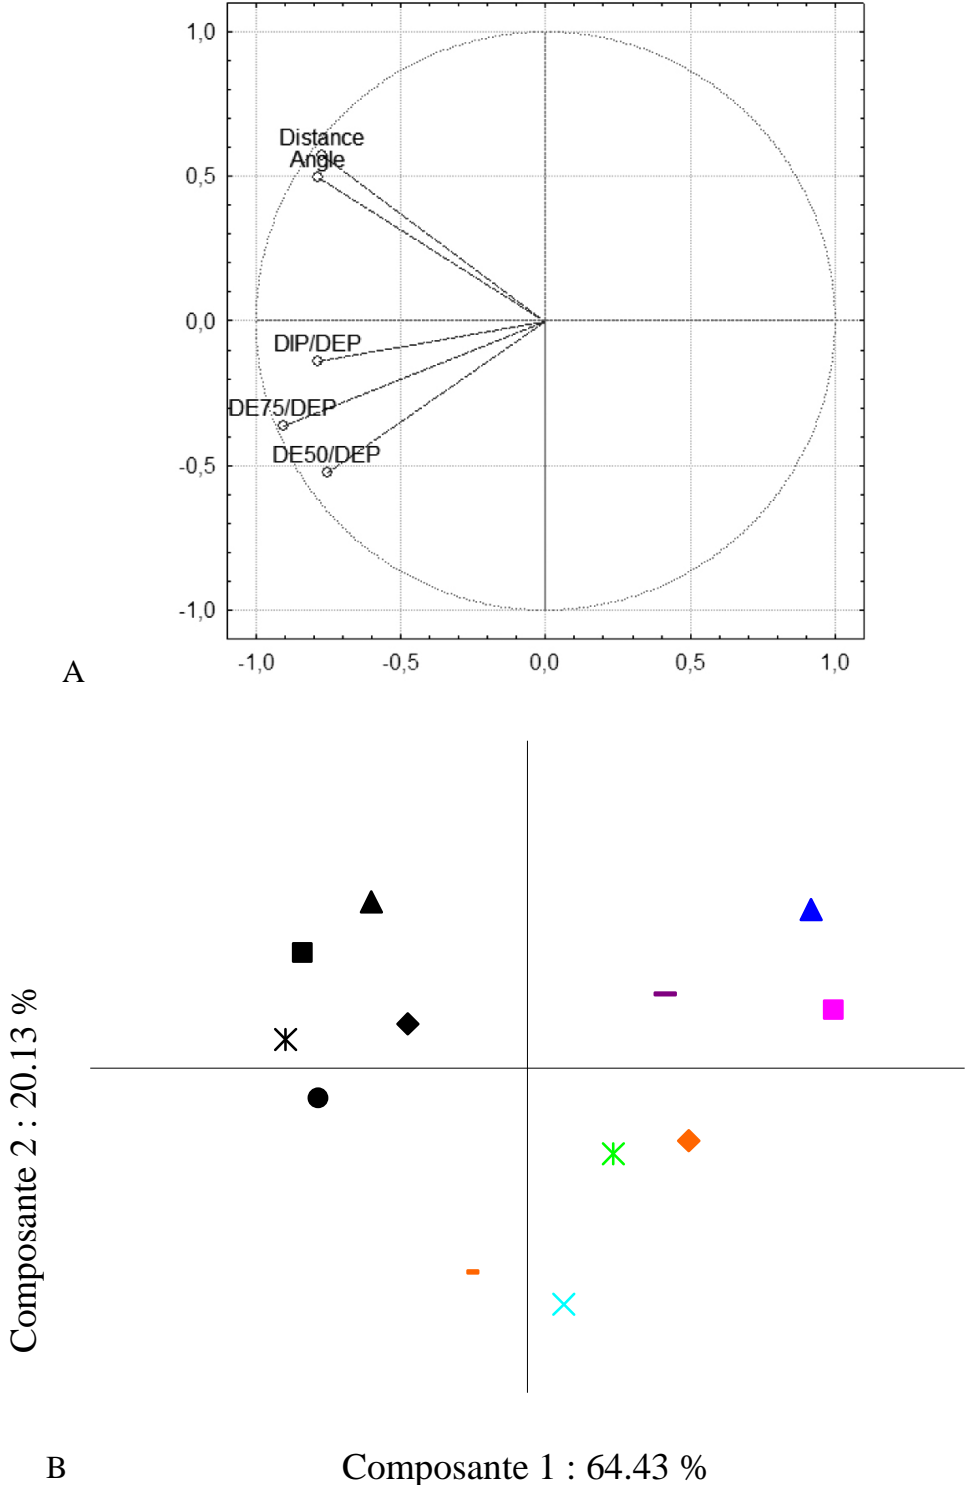 1,0
Distance
Angle
0,5
0,0
DIP/DEP
DE75/DEP
DE50/DEP
-0,5
-1,0
-1,0 -0,5 0,0 0,5 1,0
A
Composante 2 : 20.13 %
B
Composante 1 : 64.43 %